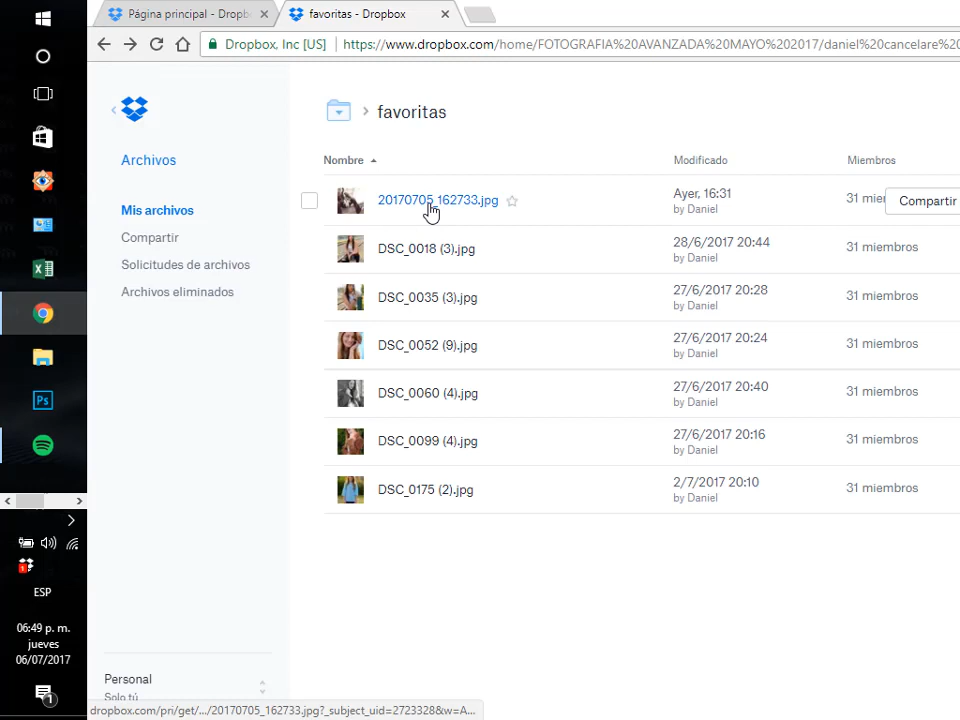 Página principal - Dropb
favoritas - Dropbox
Dropbox, Inc [US]
https://www.dropbox.com/home/FOTOGRAFIA%20AVANZADA%20MAYO%202017/daniel%20cancelare%20
favoritas
Archivos
Mis archivos
Compartir
Solicitudes de archivos
Archivos eliminados
Nombre Modificado Miembros
20170705_162733.jpg Ayer, 16:31 31 mie Compartir
by Daniel
DSC_0018 (3).jpg 28/6/2017 20:44 31 miembros
by Daniel
DSC_0035 (3).jpg 27/6/2017 20:28 31 miembros
by Daniel
DSC_0052 (9).jpg 27/6/2017 20:24 31 miembros
by Daniel
DSC_0060 (4).jpg 27/6/2017 20:40 31 miembros
by Daniel
DSC_0099 (4).jpg 27/6/2017 20:16 31 miembros
by Daniel
DSC_0175 (2).jpg 2/7/2017 20:10 31 miembros
by Daniel
Ps
1
ESP
06:49 p. m.
jueves
06/07/2017
1
Personal
Solo tú
dropbox.com/pri/get/.../20170705_162733.jpg?_subject_uid=2723328&w=A...